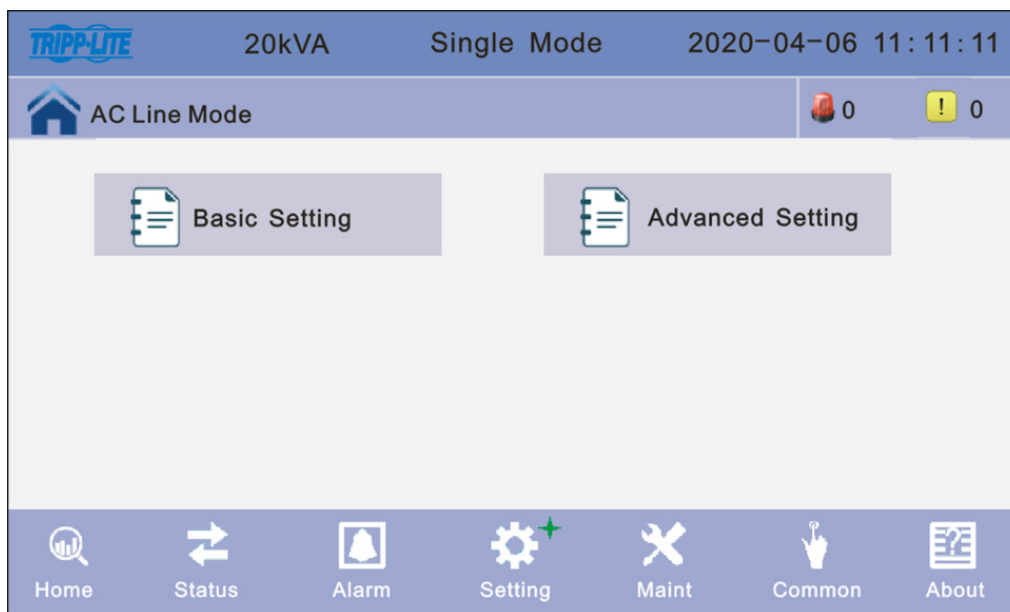 TRIPP·LITE 20kVA Single Mode 2020-04-06 11:11:11
AC Line Mode 0 ! 0
Basic Setting Advanced Setting
Home Status Alarm Setting Maint Common About